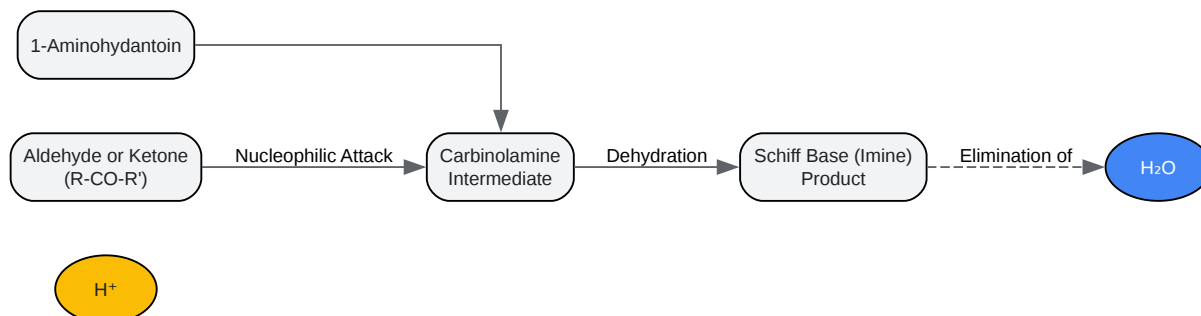 1-Aminohydantoin
Aldehyde or Ketone
(R-CO-R')
Nucleophilic Attack
Carbinolamine
Intermediate
Dehydration
Schiff Base (Imine)
Product
Elimination of
H₂O
H⁺